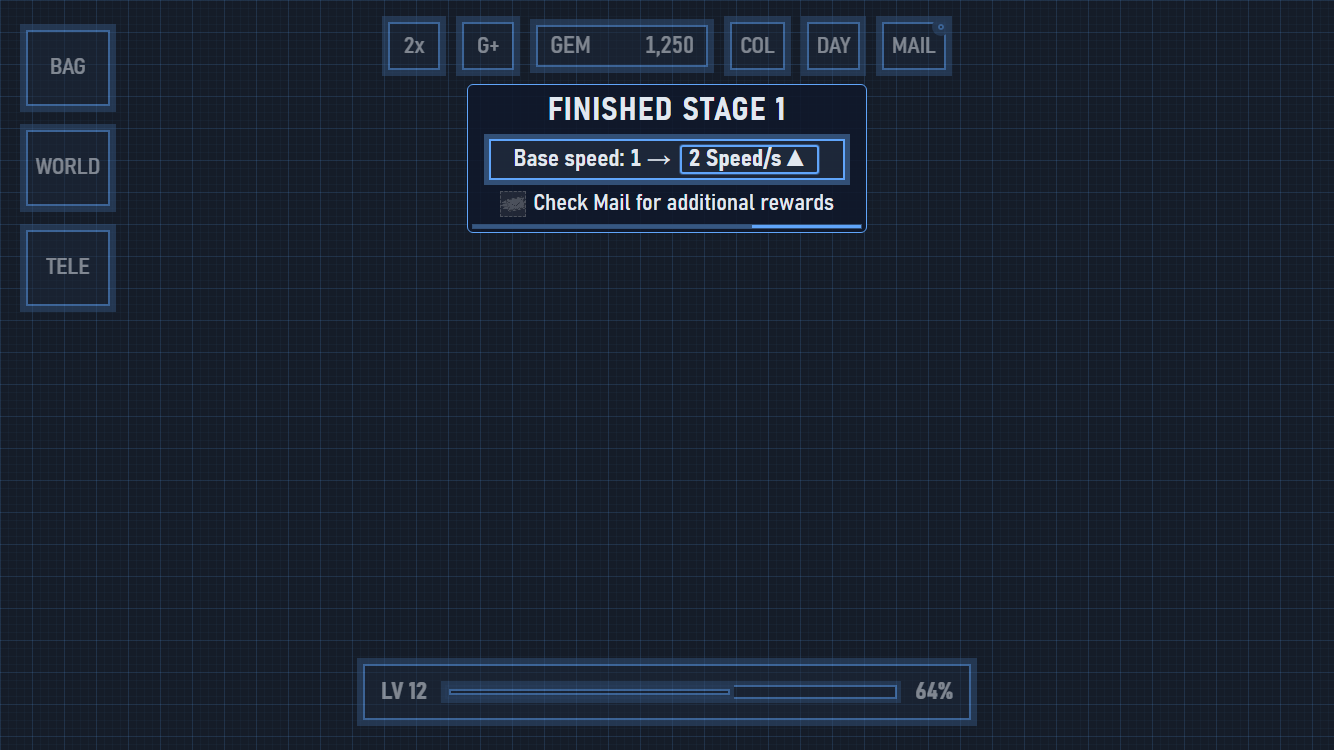 2x
G+
GEM 1,250
COL
DAY
MAIL
BAG
WORLD
TELE
FINISHED STAGE 1
Base speed: 1 → 2 Speed/s ▲
Check Mail for additional rewards
LV 12
64%